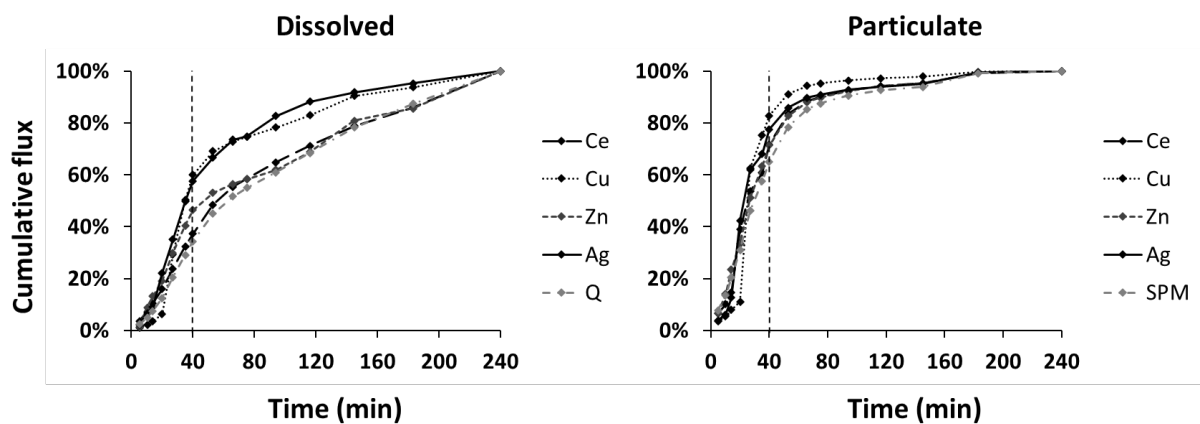 Dissolved
Cumulative flux
100%
80%
60%
40%
20%
0%
0 40 80 120 160 200 240
Time (min)
Ce
Cu
Zn
Ag
Q
Particulate
100%
80%
60%
40%
20%
0%
0 40 80 120 160 200 240
Time (min)
Ce
Cu
Zn
Ag
SPM